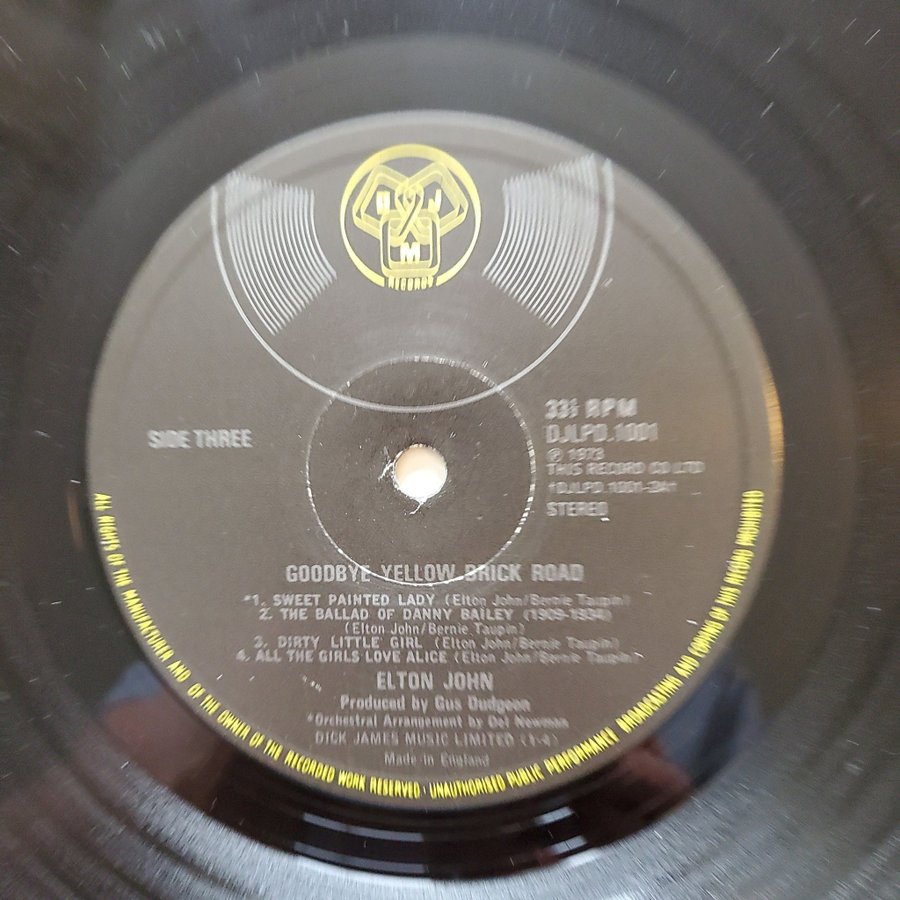 D J
M
RECORDS
SIDE THREE
33⅓ RPM
DJLPD.1001
℗ 1973
THIS RECORD CO LTD
†DJLPD.1001-2A†
STEREO
GOODBYE YELLOW BRICK ROAD
*1. SWEET PAINTED LADY (Elton John/Bernie Taupin)
2. THE BALLAD OF DANNY BAILEY (1909-1934)
(Elton John/Bernie Taupin)
3. DIRTY LITTLE GIRL (Elton John/Bernie Taupin)
4. ALL THE GIRLS LOVE ALICE (Elton John/Bernie Taupin)
ELTON JOHN
Produced by Gus Dudgeon
*Orchestral Arrangement by Del Newman
DICK JAMES MUSIC LIMITED (1-4)
Made in England
ALL RIGHTS OF THE MANUFACTURER AND OF THE OWNER OF THE RECORDED WORK RESERVED · UNAUTHORISED PUBLIC PERFORMANCE BROADCASTING AND COPYING OF THIS RECORD PROHIBITED